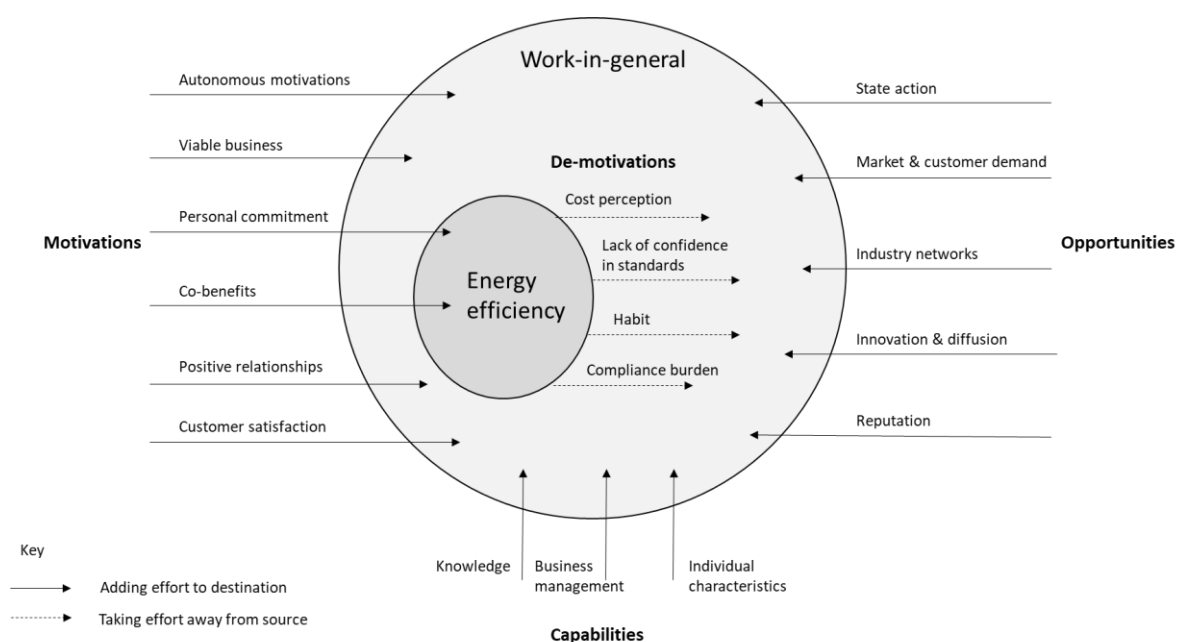 Work-in-general
Autonomous motivations
Viable business
Personal commitment
Motivations
Co-benefits
Positive relationships
Customer satisfaction
De-motivations
Cost perception
Lack of confidence
in standards
Habit
Compliance burden
Energy
efficiency
State action
Market & customer demand
Opportunities
Industry networks
Innovation & diffusion
Reputation
Knowledge
Business
management
Individual
characteristics
Capabilities
Key
Adding effort to destination
Taking effort away from source